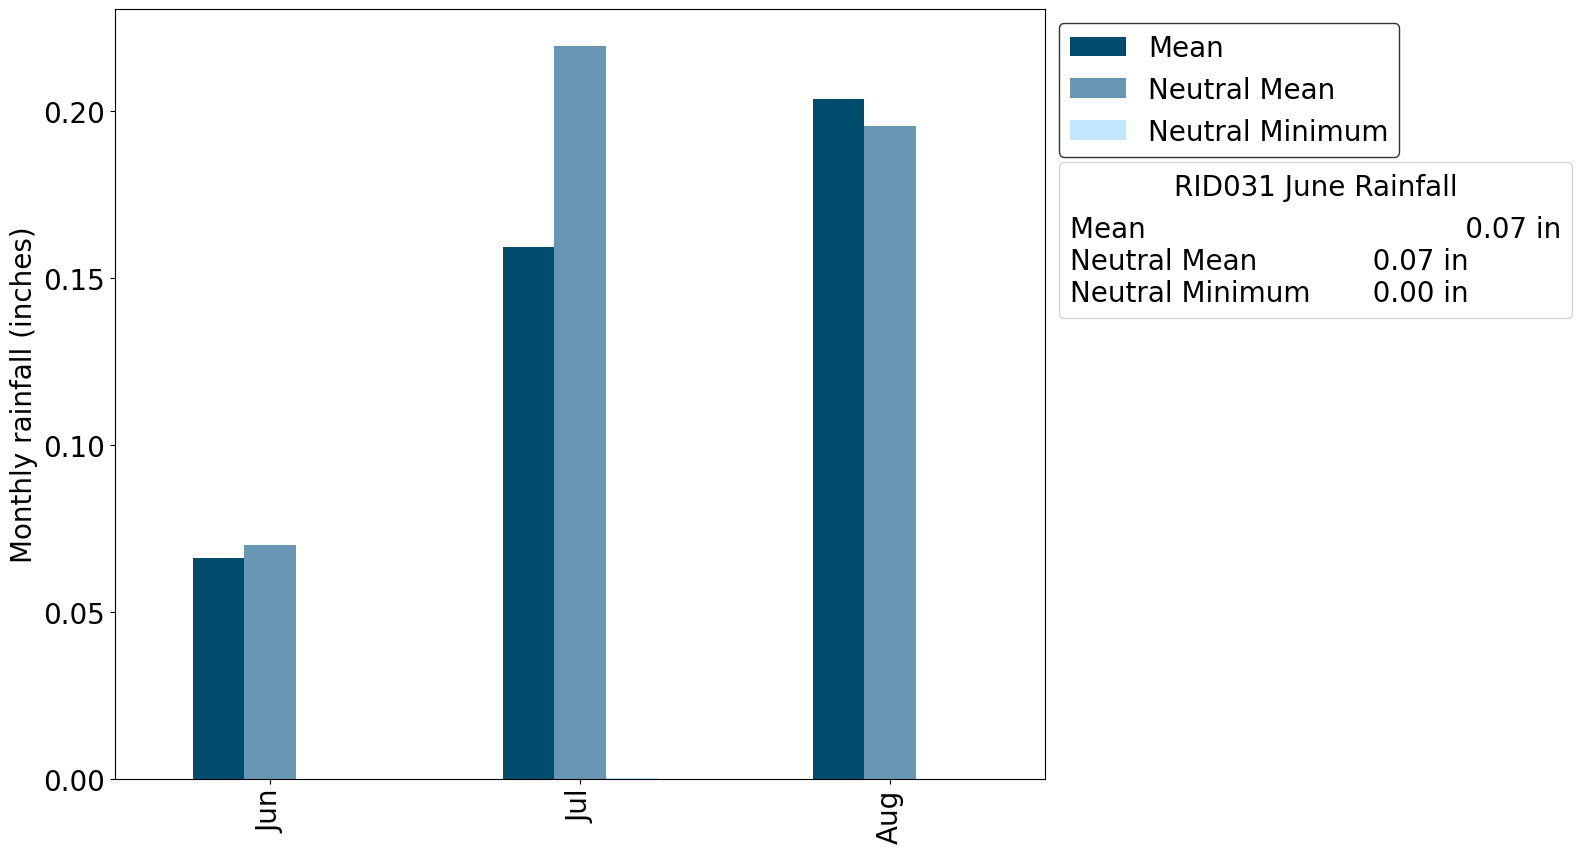 Mean
Neutral Mean
Neutral Minimum
RID031 June Rainfall
Mean 0.07 in
Neutral Mean 0.07 in
Neutral Minimum 0.00 in
Monthly rainfall (inches)
0.20
0.15
0.10
0.05
0.00
Jun
Jul
Aug